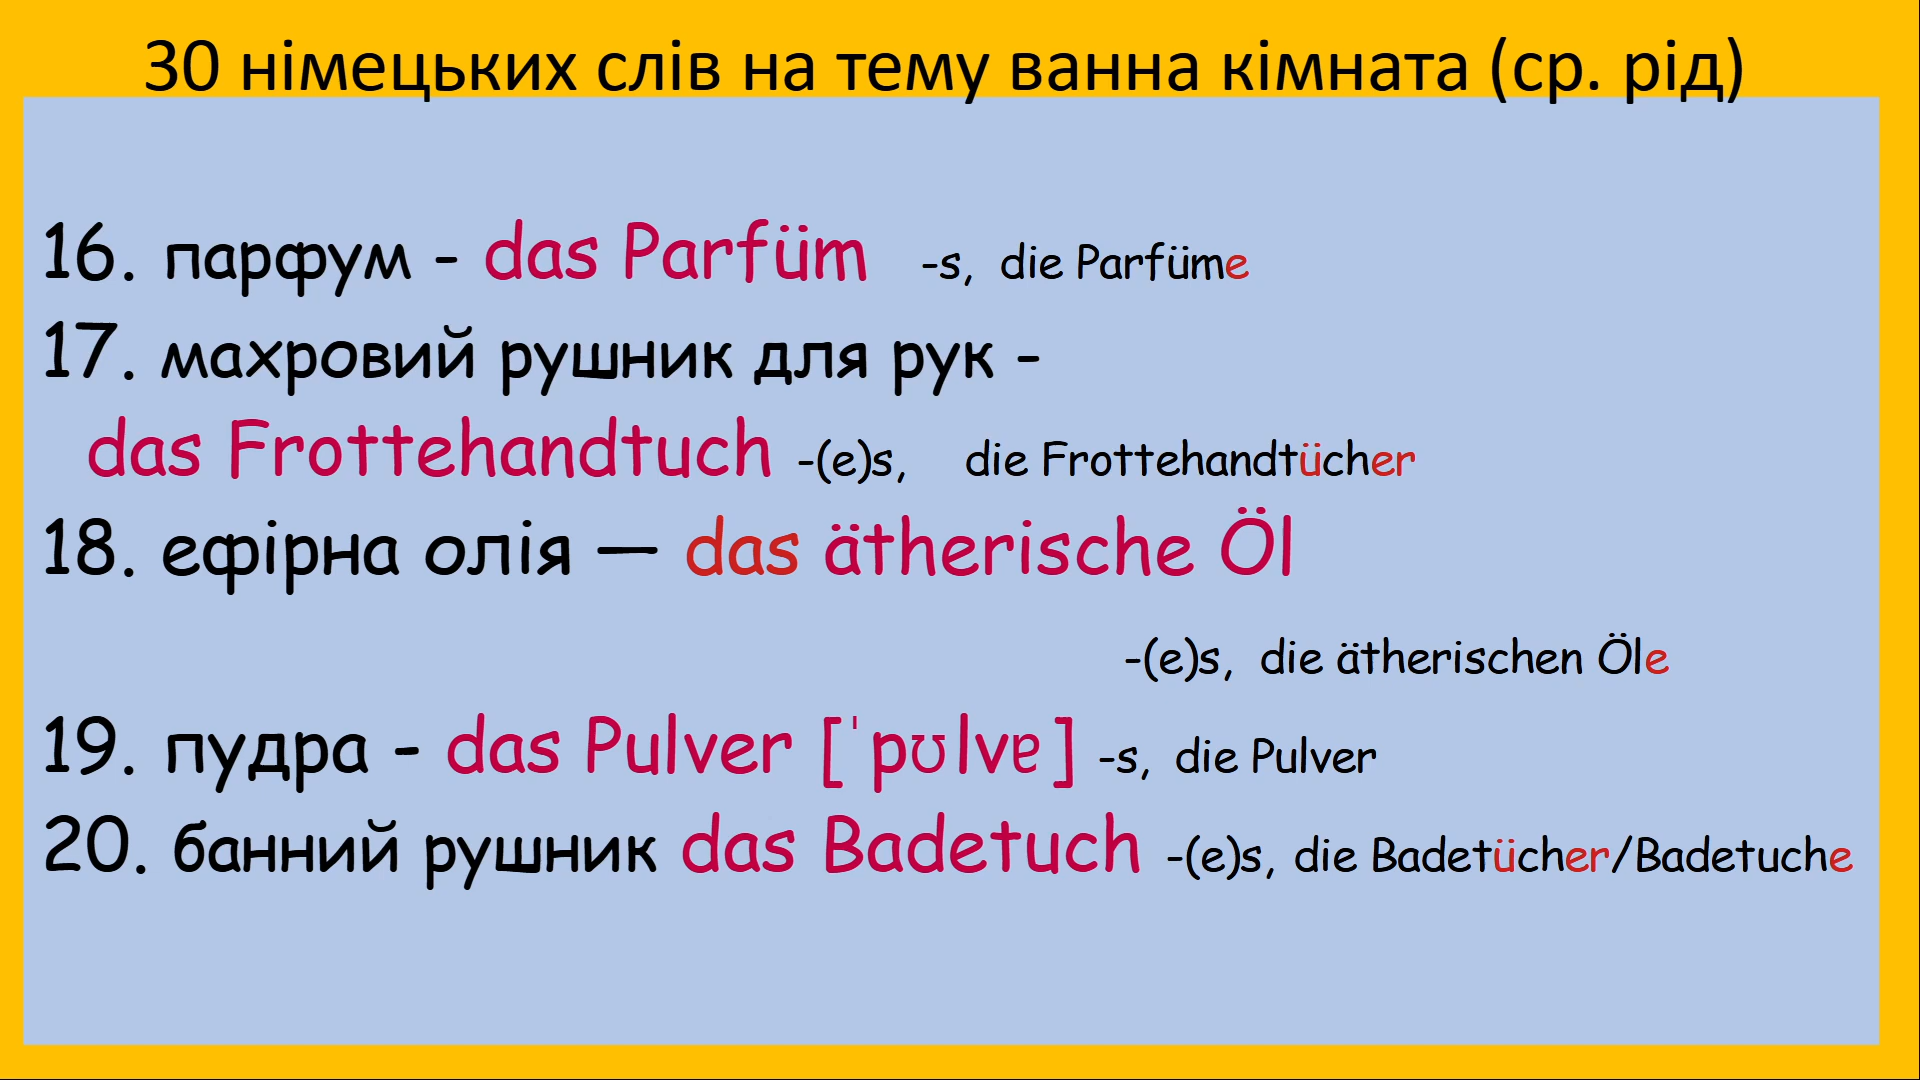 30 німецьких слів на тему ванна кімната (ср. рід)
16. парфум - das Parfüm -s, die Parfüme
17. махровий рушник для рук -
das Frottehandtuch -(e)s, die Frottehandtücher
18. ефірна олія — das ätherische Öl
-(e)s, die ätherischen Öle
19. пудра - das Pulver [ˈpʊlvɐ] -s, die Pulver
20. банний рушник das Badetuch -(e)s, die Badetücher/Badetuche